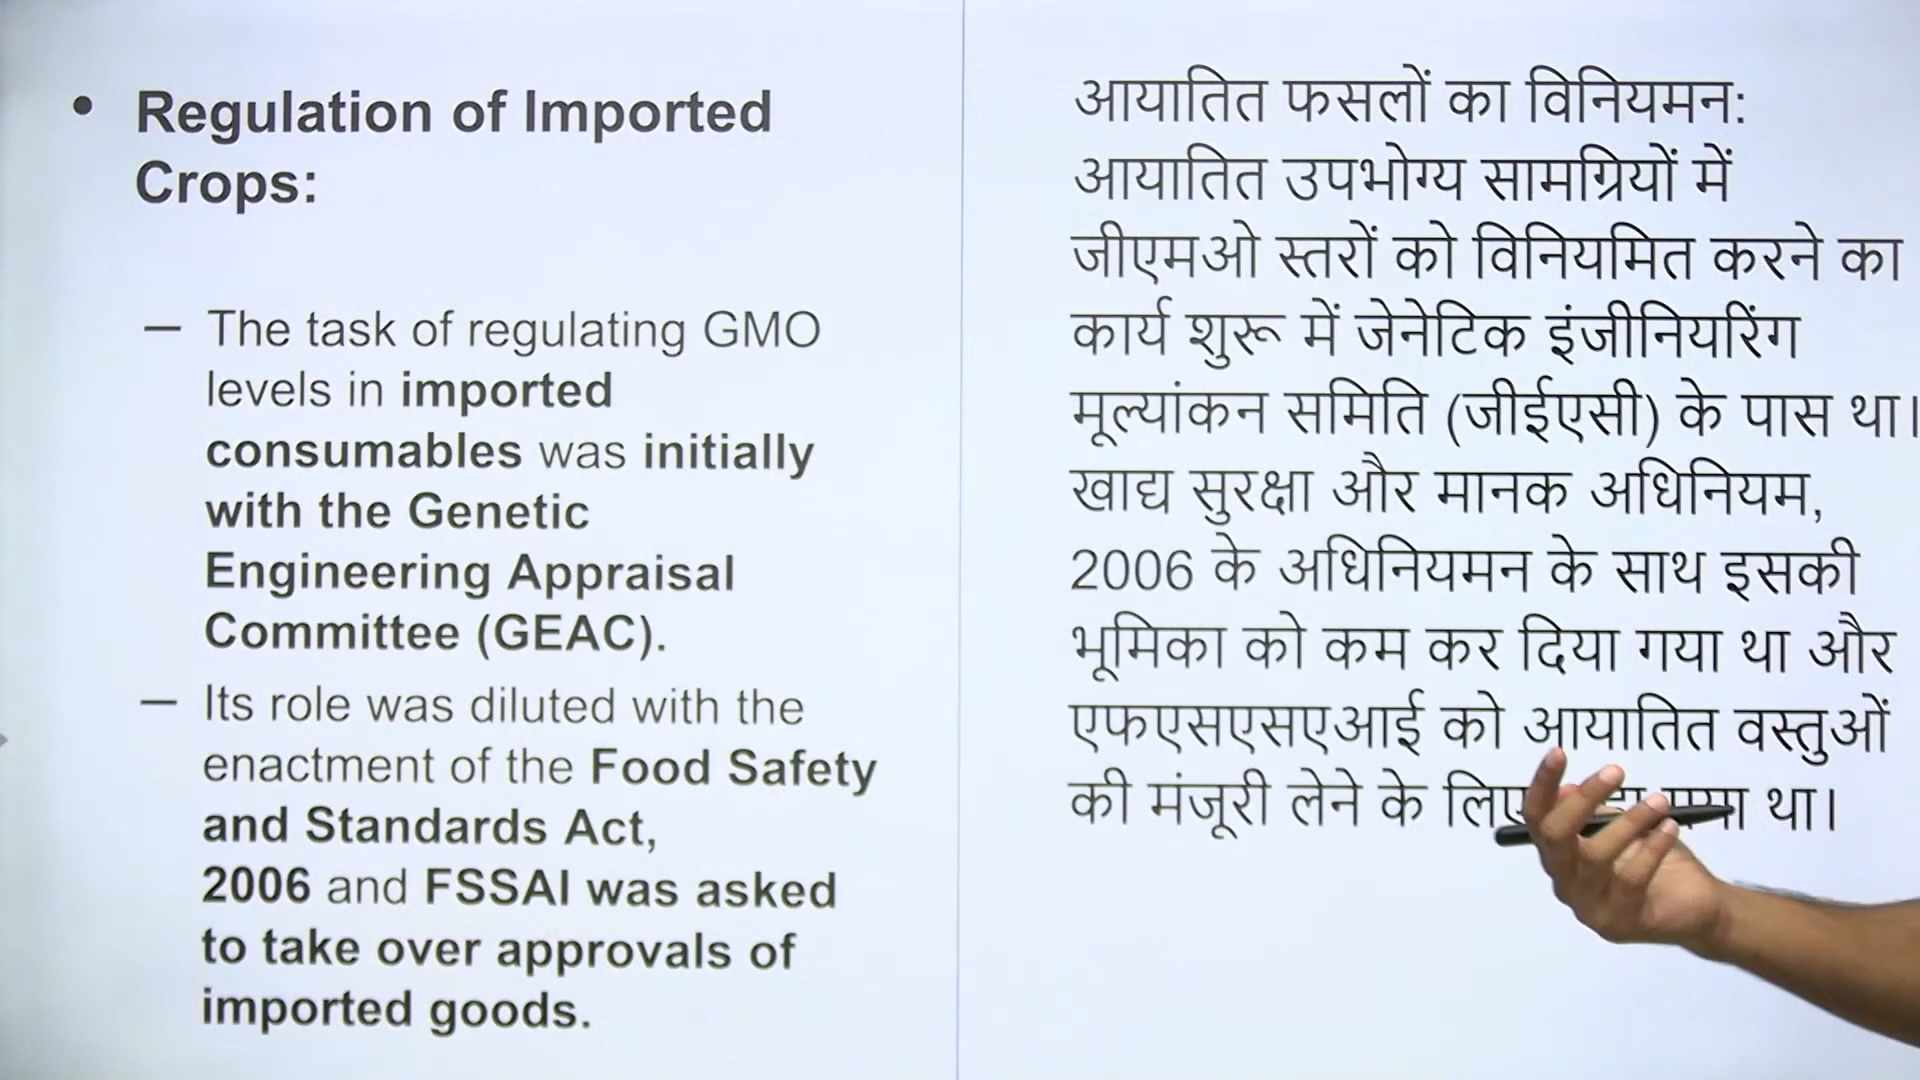 • Regulation of Imported
Crops:
– The task of regulating GMO
levels in imported
consumables was initially
with the Genetic
Engineering Appraisal
Committee (GEAC).
– Its role was diluted with the
enactment of the Food Safety
and Standards Act,
2006 and FSSAI was asked
to take over approvals of
imported goods.
आयातित फसलों का विनियमन:
आयातित उपभोग्य सामग्रियों में
जीएमओ स्तरों को विनियमित करने का
कार्य शुरू में जेनेटिक इंजीनियरिंग
मूल्यांकन समिति (जीईएसी) के पास था।
खाद्य सुरक्षा और मानक अधिनियम,
2006 के अधिनियमन के साथ इसकी
भूमिका को कम कर दिया गया था और
एफएसएसएआई को आयातित वस्तुओं
की मंजूरी लेने के लिए था।